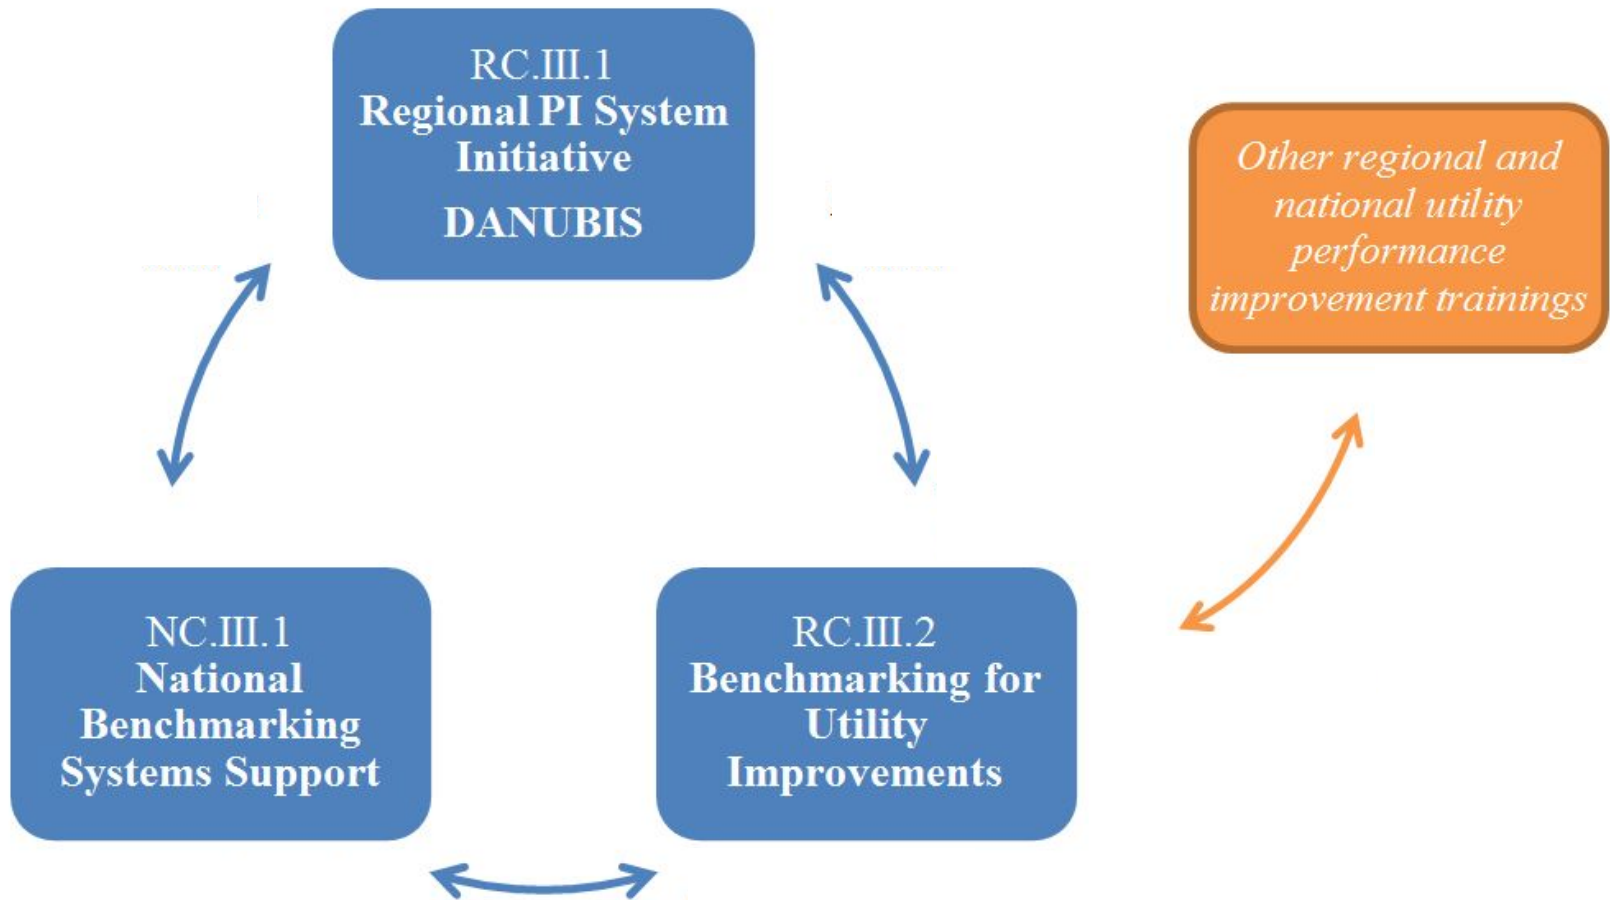 RC.III.1
Regional PI System
Initiative
DANUBIS
Other regional and
national utility
performance
improvement trainings
NC.III.1
National
Benchmarking
Systems Support
RC.III.2
Benchmarking for
Utility
Improvements